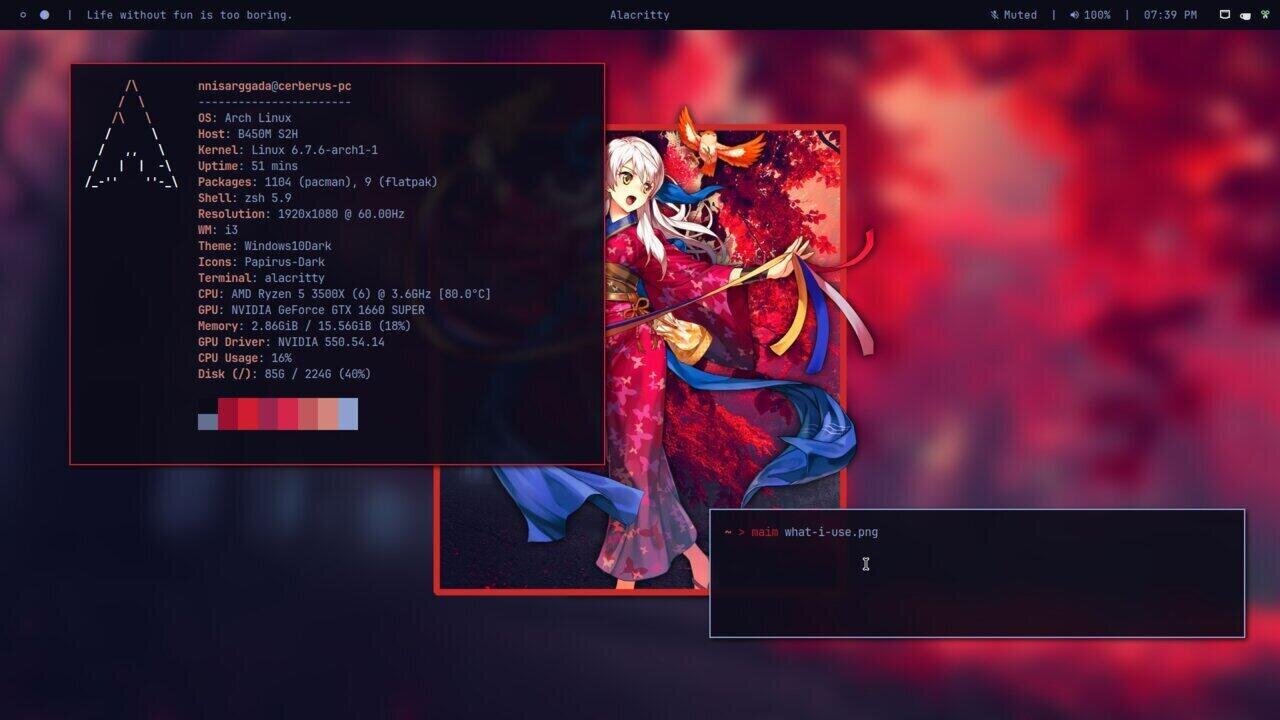 | Life without fun is too boring.
Alacritty
Muted | 100% | 07:39 PM
nnisarggada@cerberus-pc
-----------------------
OS: Arch Linux
Host: B450M S2H
Kernel: Linux 6.7.6-arch1-1
Uptime: 51 mins
Packages: 1104 (pacman), 9 (flatpak)
Shell: zsh 5.9
Resolution: 1920x1080 @ 60.00Hz
WM: i3
Theme: Windows10Dark
Icons: Papirus-Dark
Terminal: alacritty
CPU: AMD Ryzen 5 3500X (6) @ 3.6GHz [80.0°C]
GPU: NVIDIA GeForce GTX 1660 SUPER
Memory: 2.86GiB / 15.56GiB (18%)
GPU Driver: NVIDIA 550.54.14
CPU Usage: 16%
Disk (/): 85G / 224G (40%)
~ > maim what-i-use.png